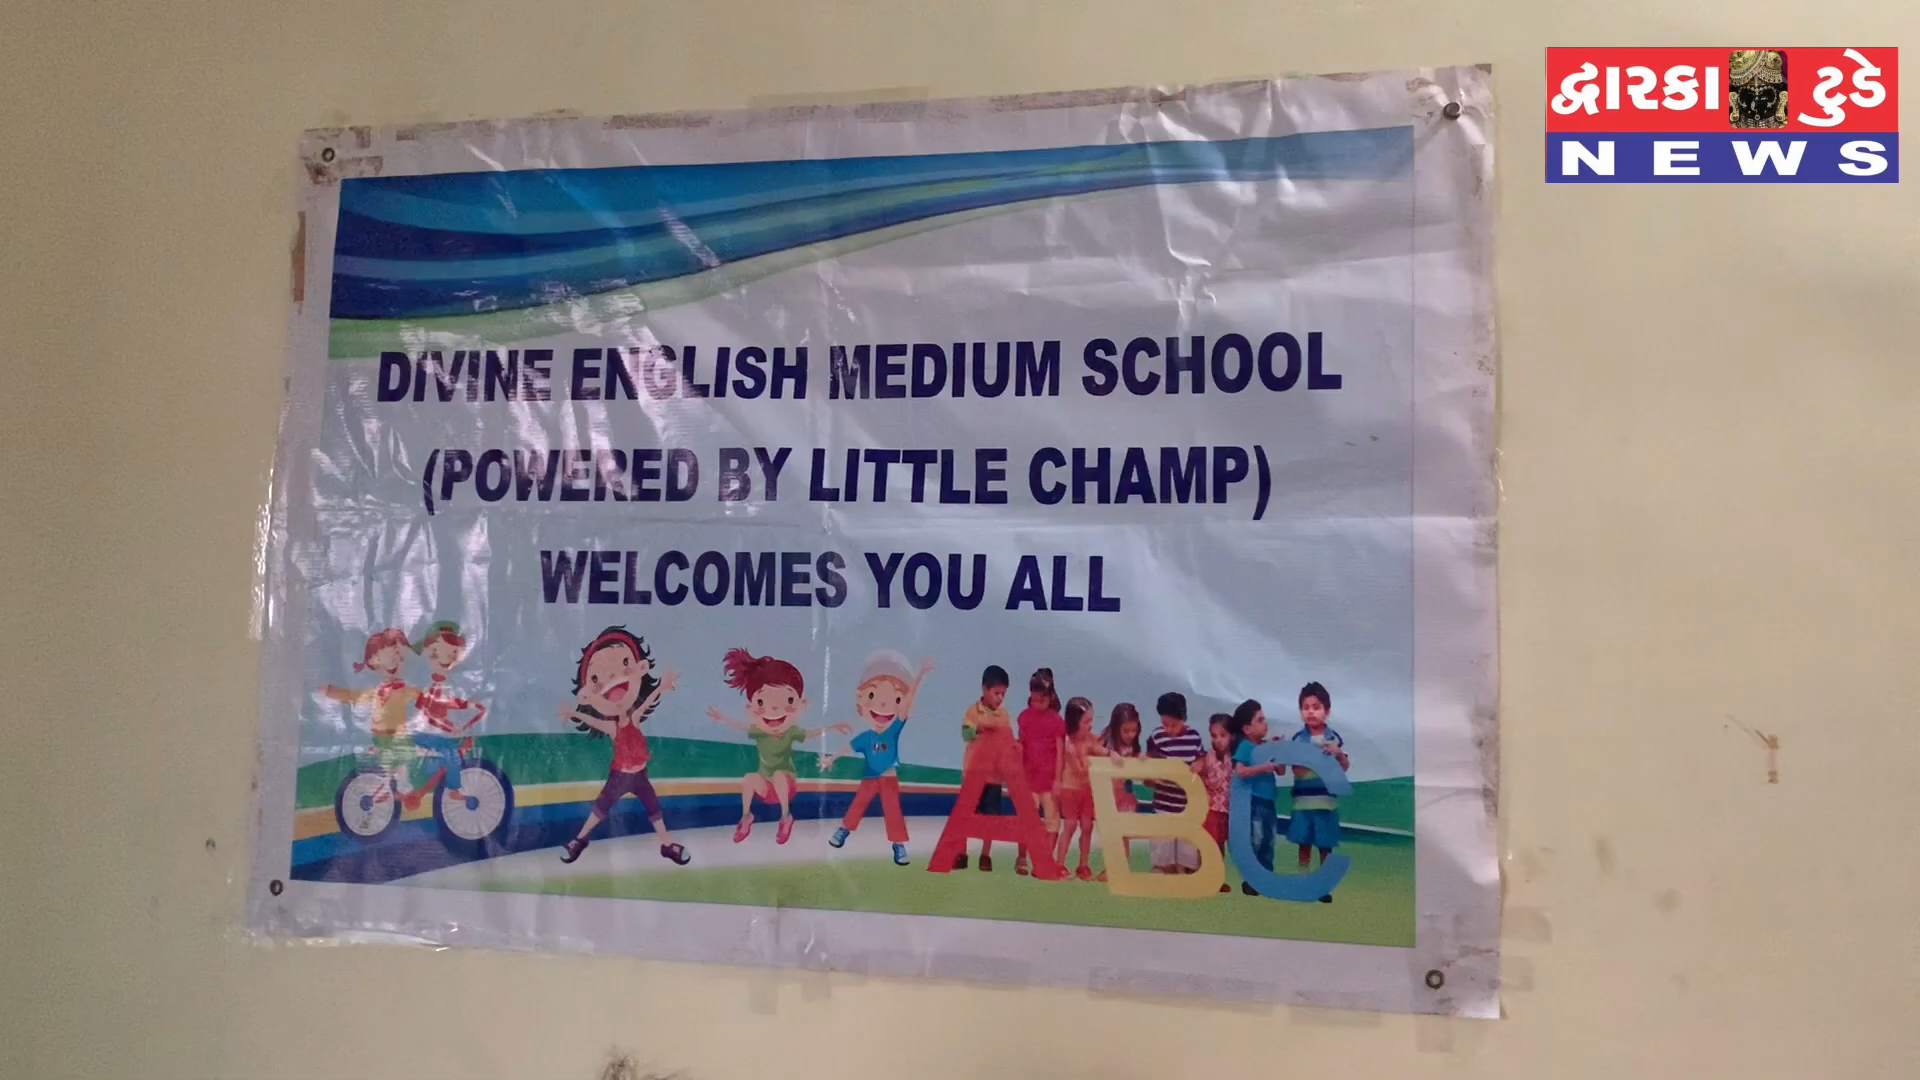 દ્વારકા ટુડે
NEWS
DIVINE ENGLISH MEDIUM SCHOOL
(POWERED BY LITTLE CHAMP)
WELCOMES YOU ALL
ABC